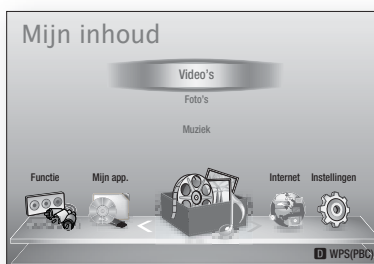 Mijn inhoud
Video's
Foto's
Muziek
Functie Mijn app. Internet Instellingen
D WPS(PBC)